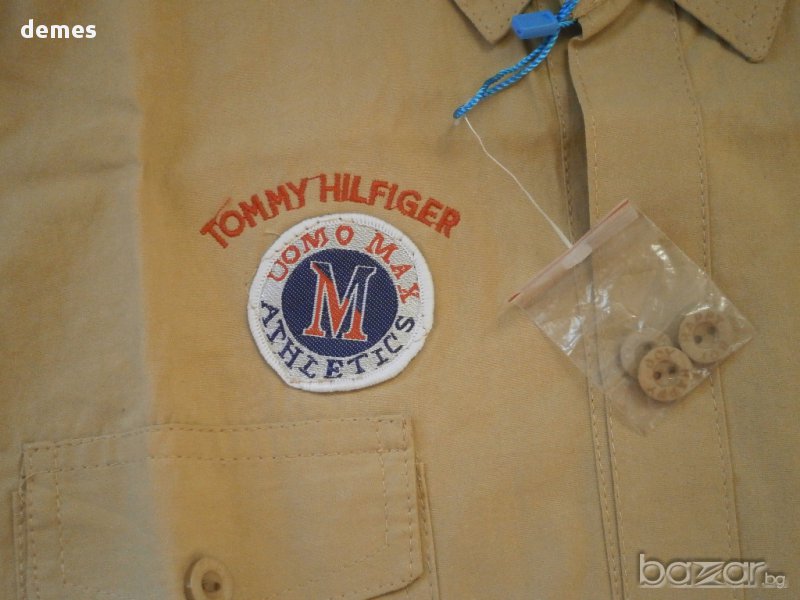 demes
TOMMY HILFIGER
UOMO MAX
M
ATHLETICS
bazar.bg